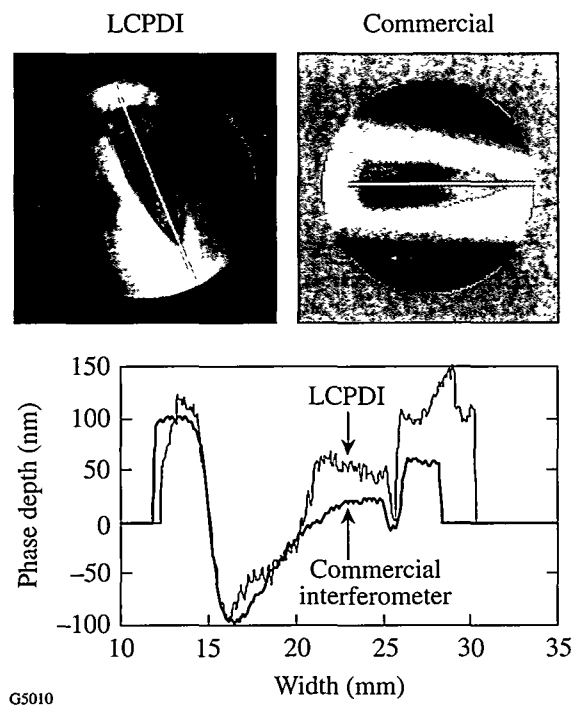 LCPDI
Commercial
Phase depth (nm)
150
100
50
0
−50
−100
LCPDI
Commercial
interferometer
10
15
20
25
30
35
Width (mm)
G5010